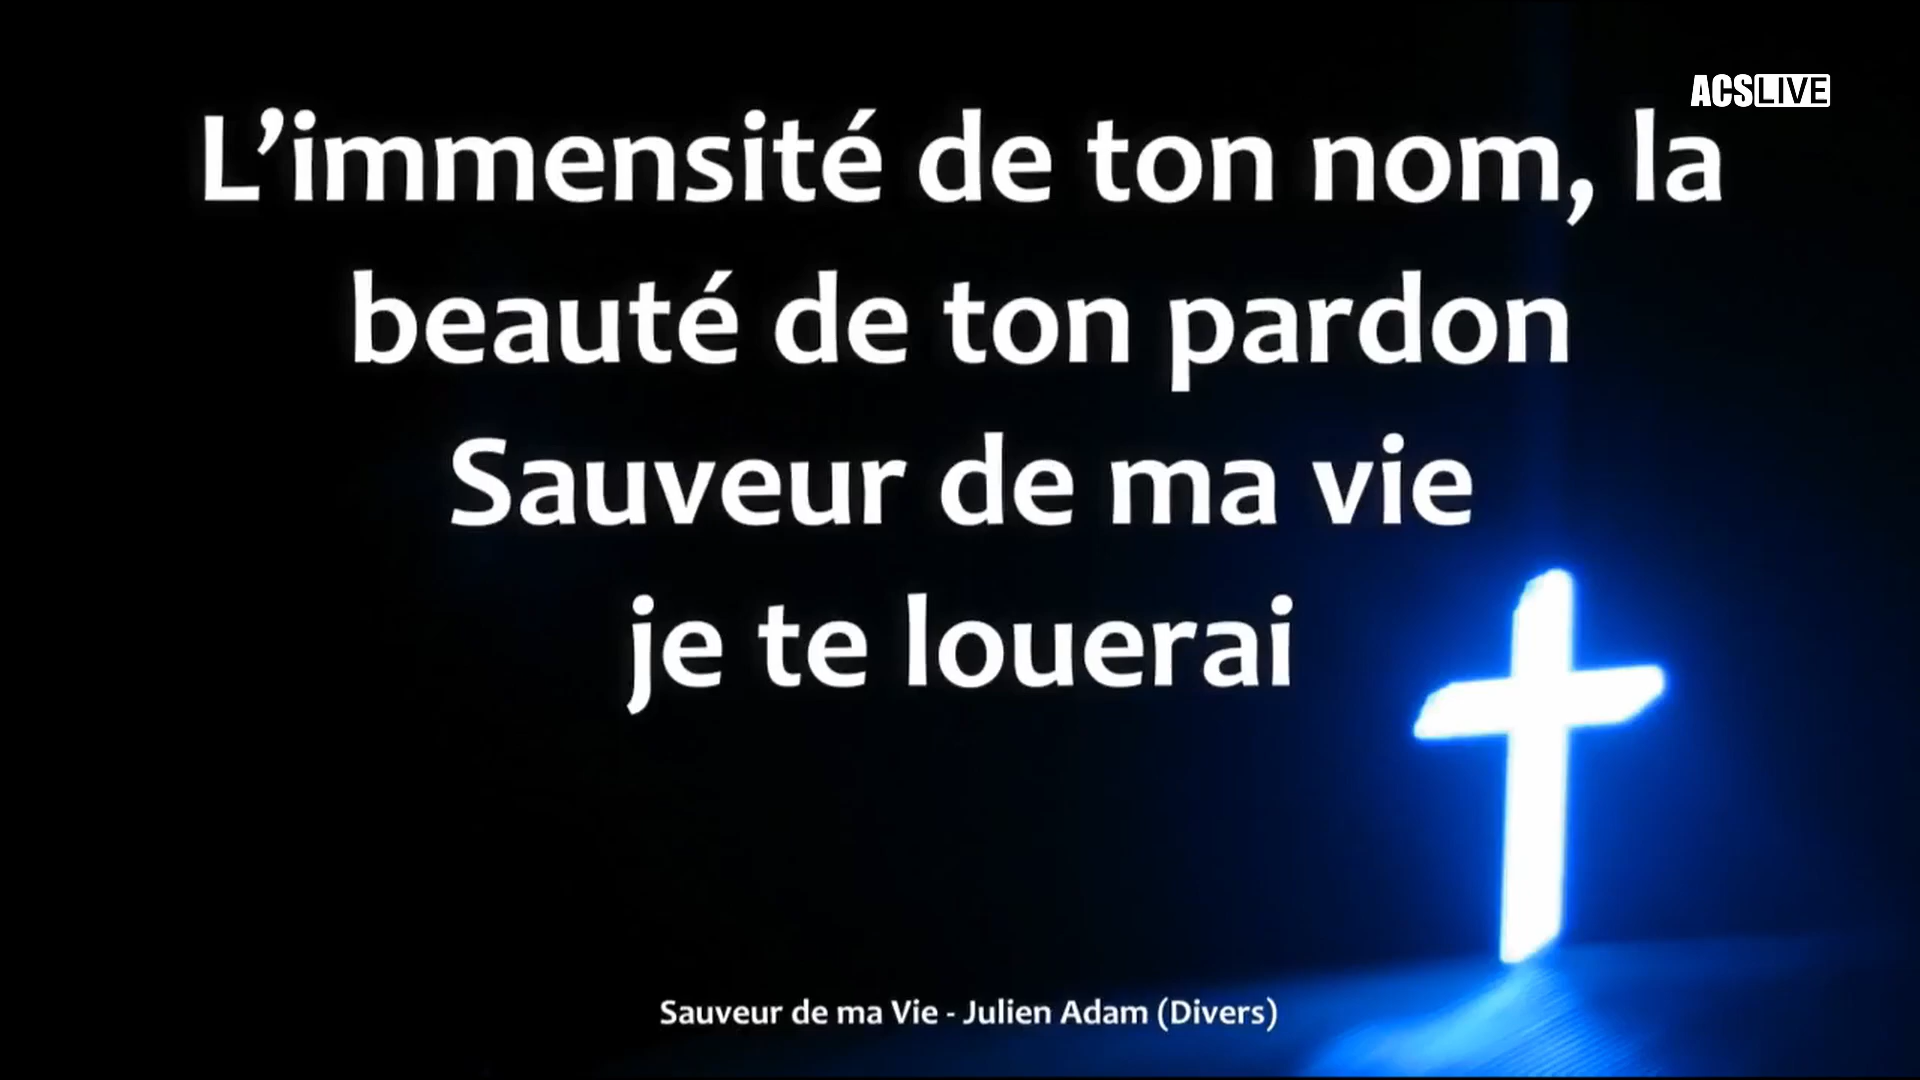 ACSLIVE
L’immensité de ton nom, la
beauté de ton pardon
Sauveur de ma vie
je te louerai
Sauveur de ma Vie - Julien Adam (Divers)